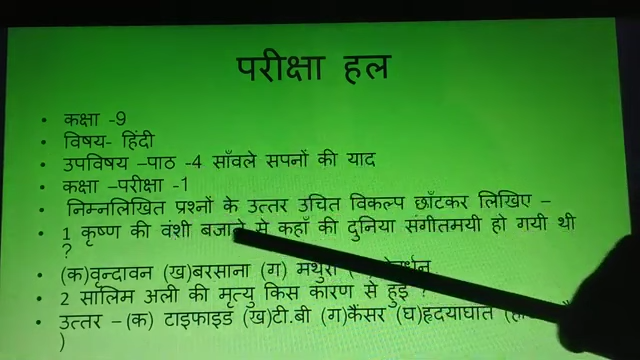 परीक्षा हल
• कक्षा -9
• विषय- हिंदी
• उपविषय –पाठ -4 साँवले सपनों की याद
• कक्षा –परीक्षा -1
• निम्नलिखित प्रश्नों के उत्तर उचित विकल्प छाँटकर लिखिए –
• 1 कृष्ण की वंशी बजाने से कहाँ की दुनिया संगीतमयी हो गयी थी
?
• (क)वृन्दावन (ख)बरसाना (ग) मथुरा
• 2 सालिम अली की मृत्यु किस कारण से हुई ?
• उत्तर – (क) टाइफाइड (ख)टी.बी (ग)कैंसर (घ)हृदयाघात
)